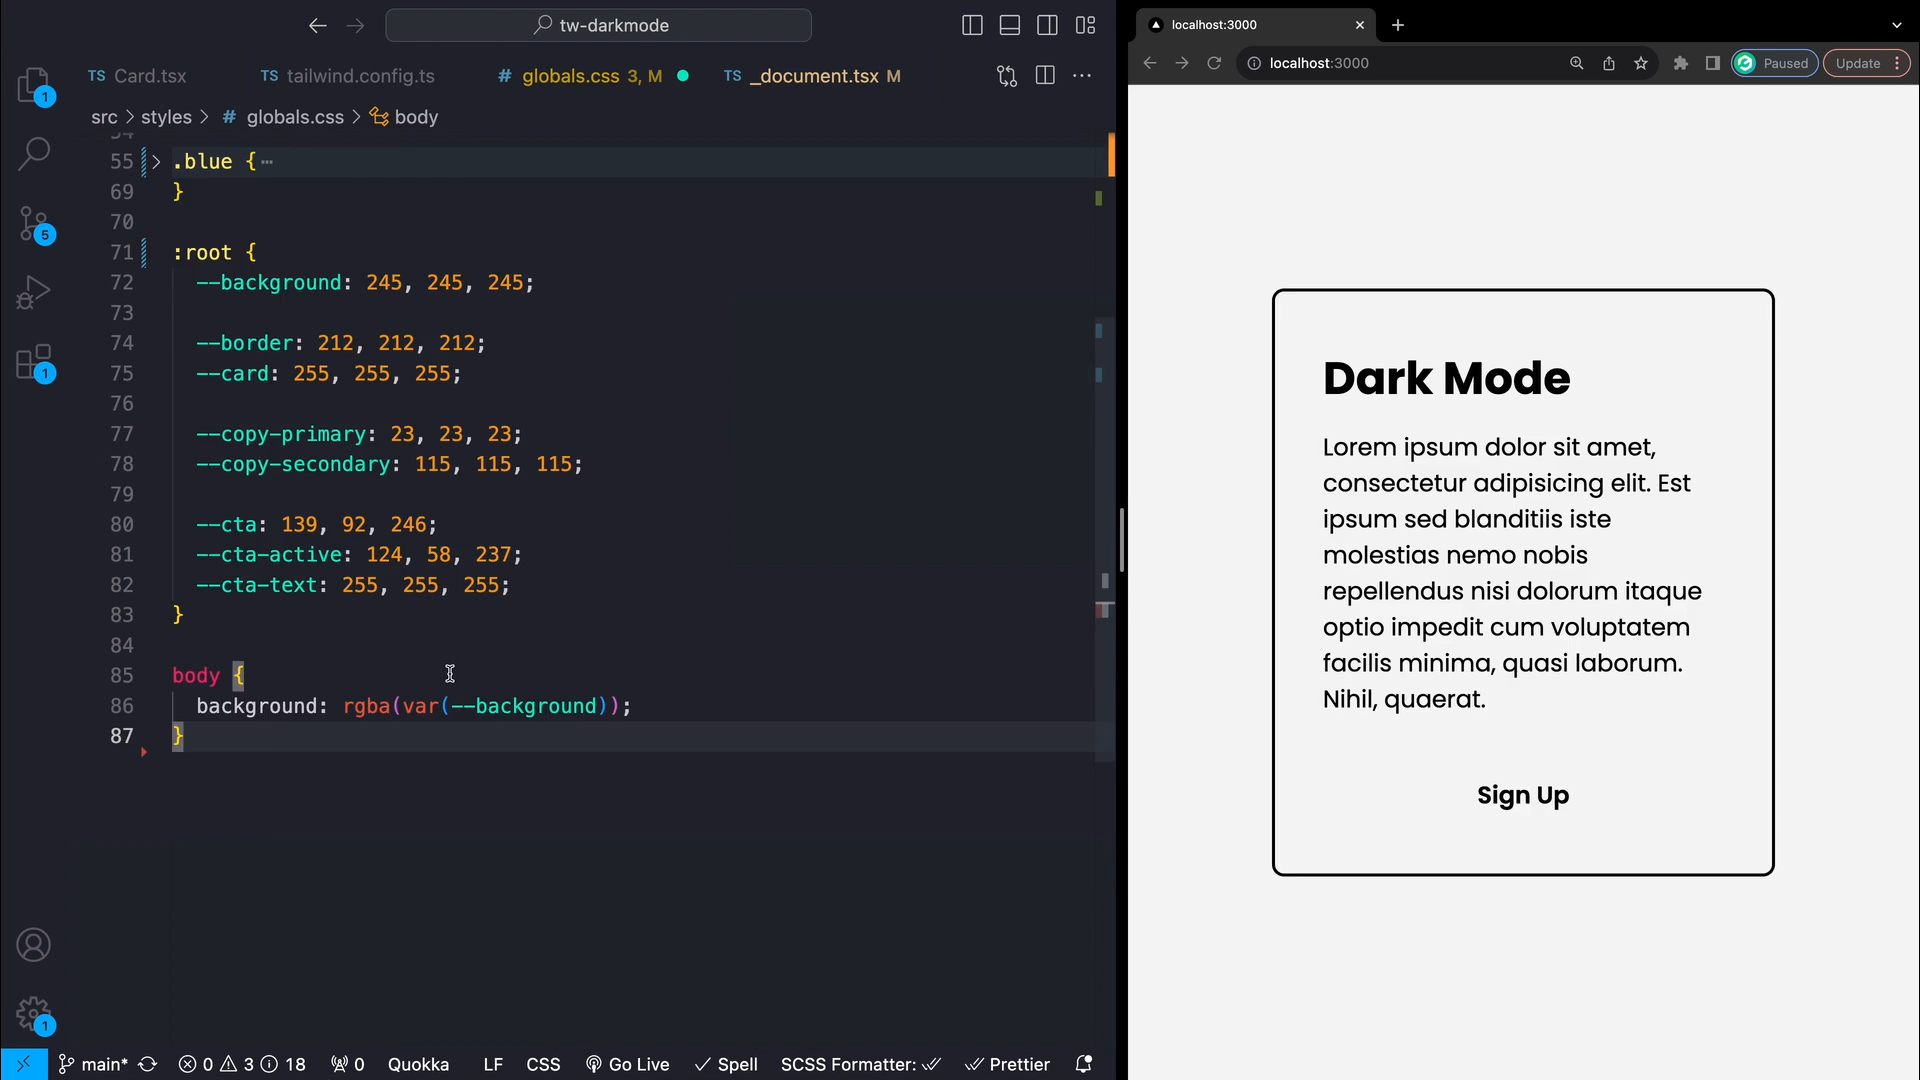 tw-darkmode
TS Card.tsx
TS tailwind.config.ts
# globals.css 3, M
TS _document.tsx M
src > styles > # globals.css > body
55 .blue { ⋯
69 }
70
71 :root {
72 --background: 245, 245, 245;
73
74 --border: 212, 212, 212;
75 --card: 255, 255, 255;
76
77 --copy-primary: 23, 23, 23;
78 --copy-secondary: 115, 115, 115;
79
80 --cta: 139, 92, 246;
81 --cta-active: 124, 58, 237;
82 --cta-text: 255, 255, 255;
83 }
84
85 body {
86 background: rgba(var(--background));
87 }
1
5
1
1
main* 0 3 18 0 Quokka LF CSS Go Live Spell SCSS Formatter: Prettier
localhost:3000
localhost:3000 Paused Update
Dark Mode
Lorem ipsum dolor sit amet,
consectetur adipisicing elit. Est
ipsum sed blanditiis iste
molestias nemo nobis
repellendus nisi dolorum itaque
optio impedit cum voluptatem
facilis minima, quasi laborum.
Nihil, quaerat.
Sign Up